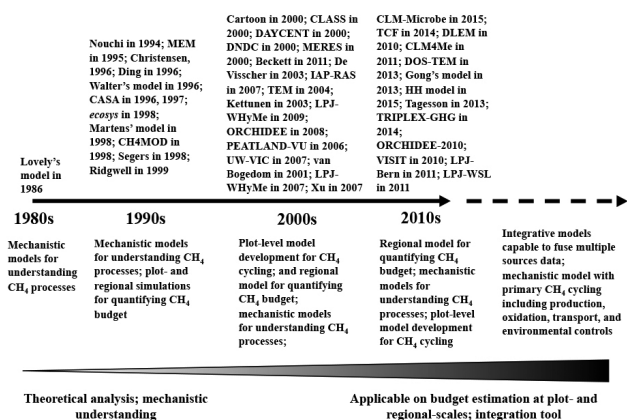 Nouchi in 1994; MEM
in 1995; Christensen,
1996; Ding in 1996;
Walter's model in 1996;
CASA in 1996, 1997;
ecosys in 1998;
Martens' model in
1998; CH4MOD in
1998; Segers in 1998;
Ridgwell in 1999
Cartoon in 2000; CLASS in
2000; DAYCENT in 2000;
DNDC in 2000; MERES in
2000; Beckett in 2011; De
Visscher in 2003; IAP-RAS
in 2007; TEM in 2004;
Kettunen in 2003; LPJ-
WHyMe in 2009;
ORCHIDEE in 2008;
PEATLAND-VU in 2006;
UW-VIC in 2007; van
Bogedom in 2001; LPJ-
WHyMe in 2007; Xu in 2007
CLM-Microbe in 2015;
TCF in 2014; DLEM in
2010; CLM4Me in
2011; DOS-TEM in
2013; Gong's model in
2013; HH model in
2015; Tagesson in 2013;
TRIPLEX-GHG in
2014;
ORCHIDEE-2010;
VISIT in 2010; LPJ-
Bern in 2011; LPJ-WSL
in 2011
Lovely's
model in
1986
1980s
1990s
2000s
2010s
Mechanistic
models for
understanding
CH4 processes
Mechanistic models
for understanding CH4
processes; plot- and
regional simulations
for quantifying CH4
budget
Plot-level model
development for CH4
cycling; and regional
model for quantifying
CH4 budget;
mechanistic models
for understanding CH4
processes;
Regional model for
quantifying CH4
budget; mechanistic
models for
understanding CH4
processes; plot-level
model development
for CH4 cycling
Integrative models
capable to fuse multiple
sources data;
mechanistic model with
primary CH4 cycling
including production,
oxidation, transport, and
environmental controls
Theoretical analysis; mechanistic
understanding
Applicable on budget estimation at plot- and
regional-scales; integration tool